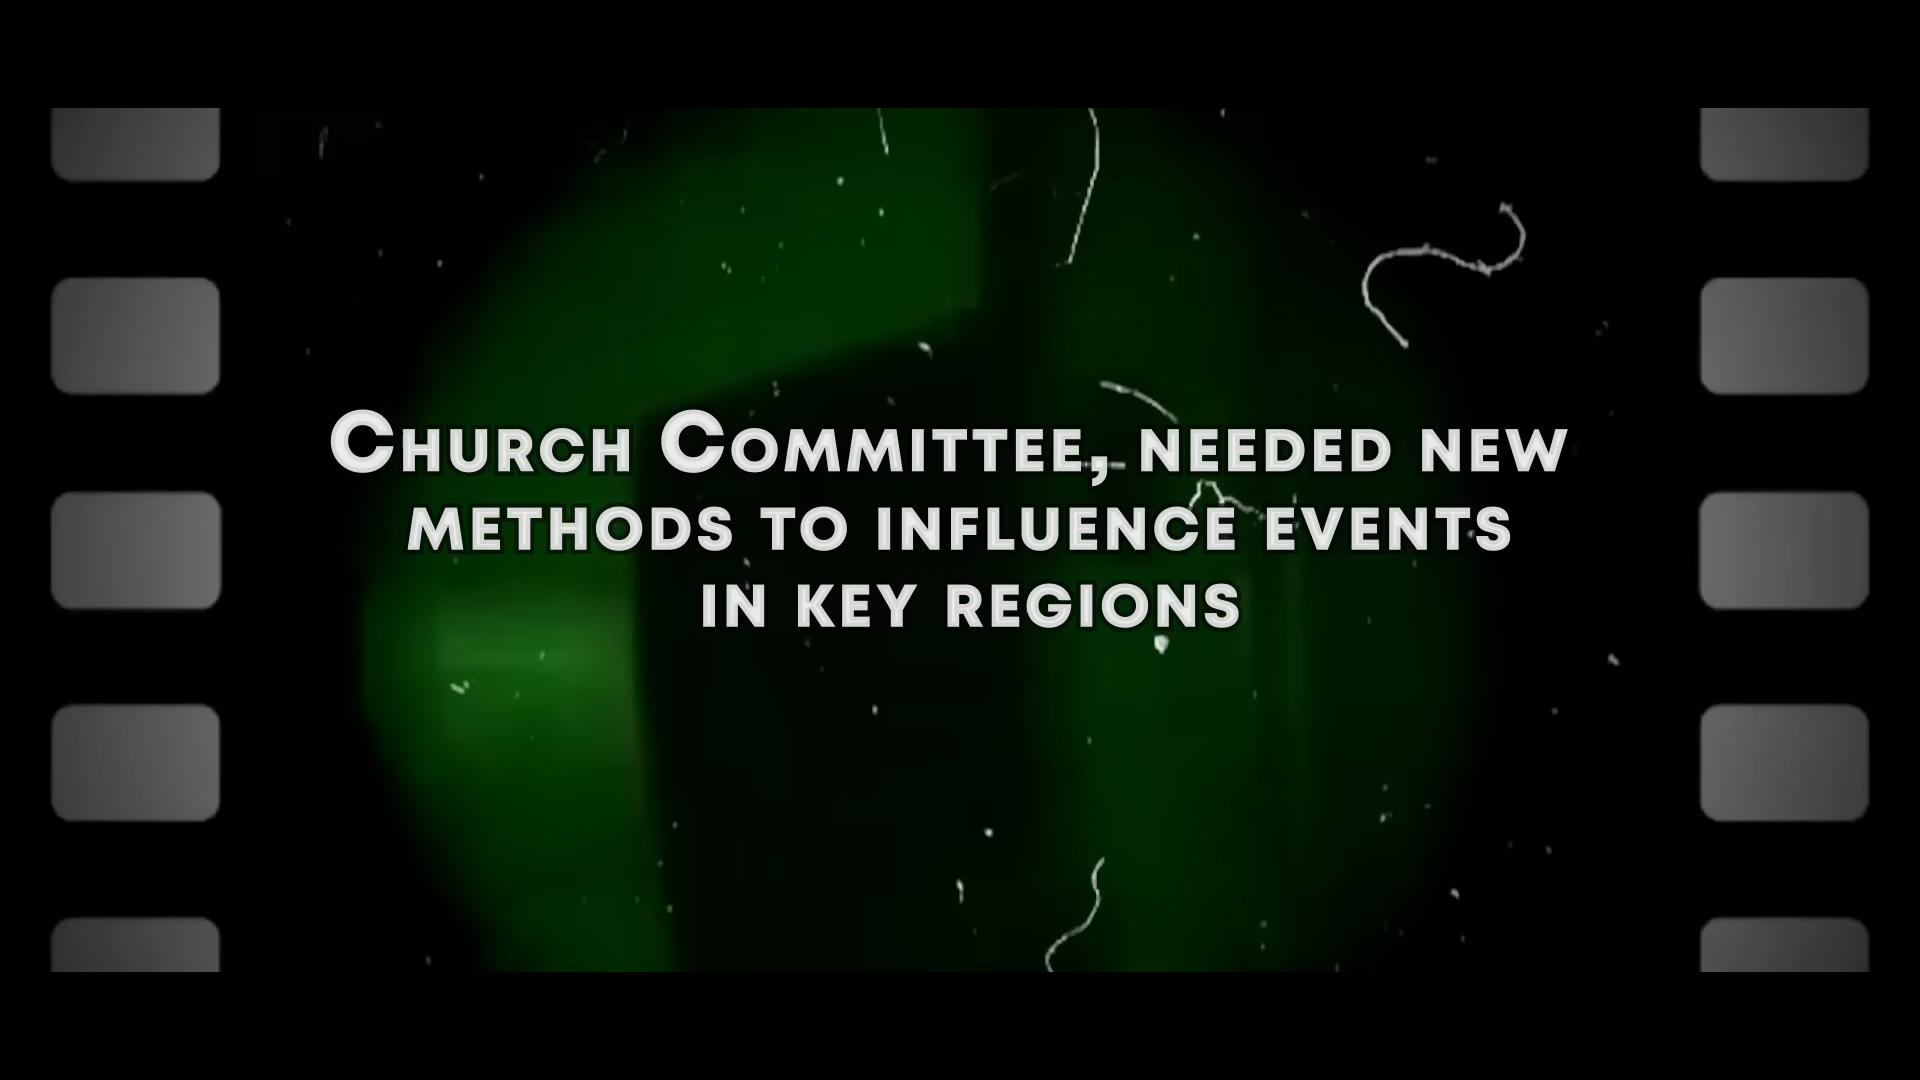 Church Committee, needed new
methods to influence events
in key regions